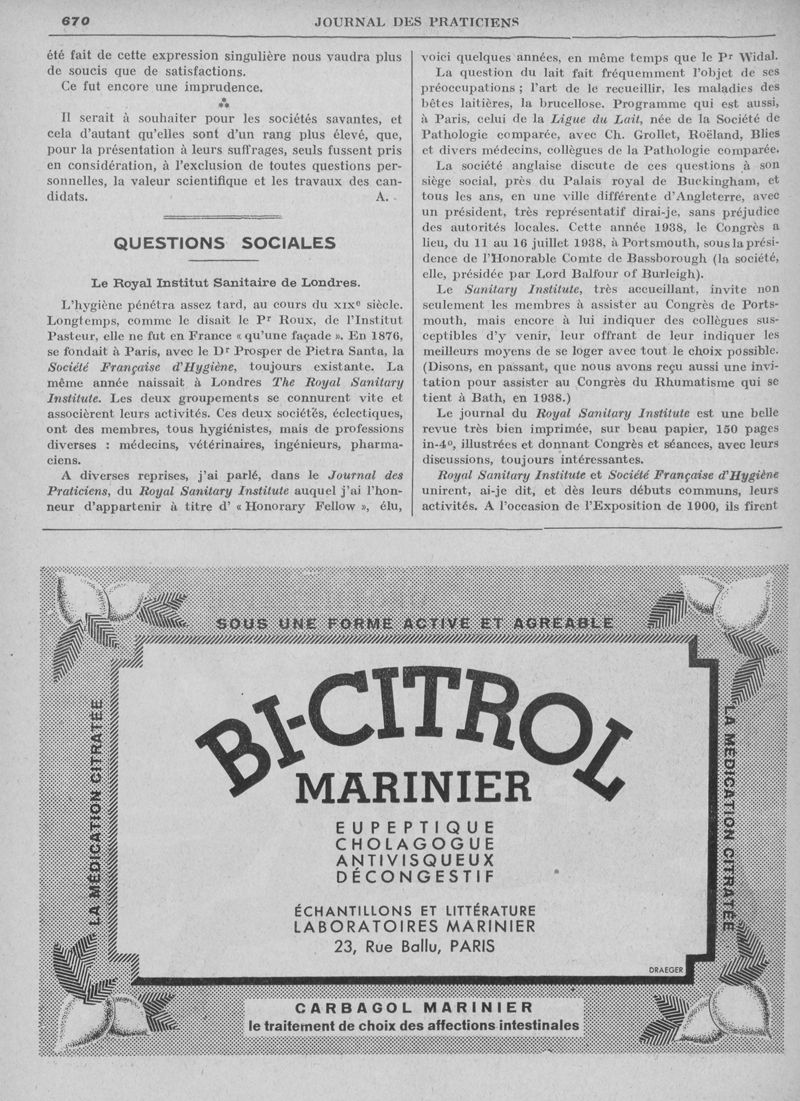 670
JOURNAL DES PRATICIENS
été fait de cette expression singulière nous vaudra plus
de soucis que de satisfactions.
Ce fut encore une imprudence.
⁂
Il serait à souhaiter pour les sociétés savantes, et
cela d'autant qu'elles sont d'un rang plus élevé, que,
pour la présentation à leurs suffrages, seuls fussent pris
en considération, à l'exclusion de toutes questions per-
sonnelles, la valeur scientifique et les travaux des can-
didats. A.
QUESTIONS SOCIALES
Le Royal Institut Sanitaire de Londres.
L'hygiène pénétra assez tard, au cours du XIXe siècle.
Longtemps, comme le disait le Pr Roux, de l'Institut
Pasteur, elle ne fut en France « qu'une façade ». En 1876,
se fondait à Paris, avec le Dr Prosper de Pietra Santa, la
Société Française d'Hygiène, toujours existante. La
même année naissait à Londres The Royal Sanitary
Institute. Les deux groupements se connurent vite et
associèrent leurs activités. Ces deux sociétés, éclectiques,
ont des membres, tous hygiénistes, mais de professions
diverses : médecins, vétérinaires, ingénieurs, pharma-
ciens.
A diverses reprises, j'ai parlé, dans le Journal des
Praticiens, du Royal Sanitary Institute auquel j'ai l'hon-
neur d'appartenir à titre d' « Honorary Fellow », élu,
voici quelques années, en même temps que le Pr Widal.
La question du lait fait fréquemment l'objet de ses
préoccupations ; l'art de le recueillir, les maladies des
bêtes laitières, la brucellose. Programme qui est aussi,
à Paris, celui de la Ligue du Lait, née de la Société de
Pathologie comparée, avec Ch. Grollet, Roëland, Blies
et divers médecins, collègues de la Pathologie comparée.
La société anglaise discute de ces questions à son
siège social, près du Palais royal de Buckingham, et
tous les ans, en une ville différente d'Angleterre, avec
un président, très représentatif dirai-je, sans préjudice
des autorités locales. Cette année 1938, le Congrès a
lieu, du 11 au 16 juillet 1938, à Portsmouth, sous la prési-
dence de l'Honorable Comte de Bassborough (la société,
elle, présidée par Lord Balfour of Burleigh).
Le Sanitary Institute, très accueillant, invite non
seulement les membres à assister au Congrès de Ports-
mouth, mais encore à lui indiquer des collègues sus-
ceptibles d'y venir, leur offrant de leur indiquer les
meilleurs moyens de se loger avec tout le choix possible.
(Disons, en passant, que nous avons reçu aussi une invi-
tation pour assister au Congrès du Rhumatisme qui se
tient à Bath, en 1938.)
Le journal du Royal Sanitary Institute est une belle
revue très bien imprimée, sur beau papier, 150 pages
in-4o, illustrées et donnant Congrès et séances, avec leurs
discussions, toujours intéressantes.
Royal Sanitary Institute et Société Française d'Hygiène
unirent, ai-je dit, et dès leurs débuts communs, leurs
activités. A l'occasion de l'Exposition de 1900, ils firent
SOUS UNE FORME ACTIVE ET AGRÉABLE
LA MÉDICATION CITRATÉE
BI-CITROL
MARINIER
EUPEPTIQUE
CHOLAGOGUE
ANTIVISQUEUX
DÉCONGESTIF
ÉCHANTILLONS ET LITTÉRATURE
LABORATOIRES MARINIER
23, Rue Ballu, PARIS
DRAEGER
LA MÉDICATION CITRATÉE
CARBAGOL MARINIER
le traitement de choix des affections intestinales